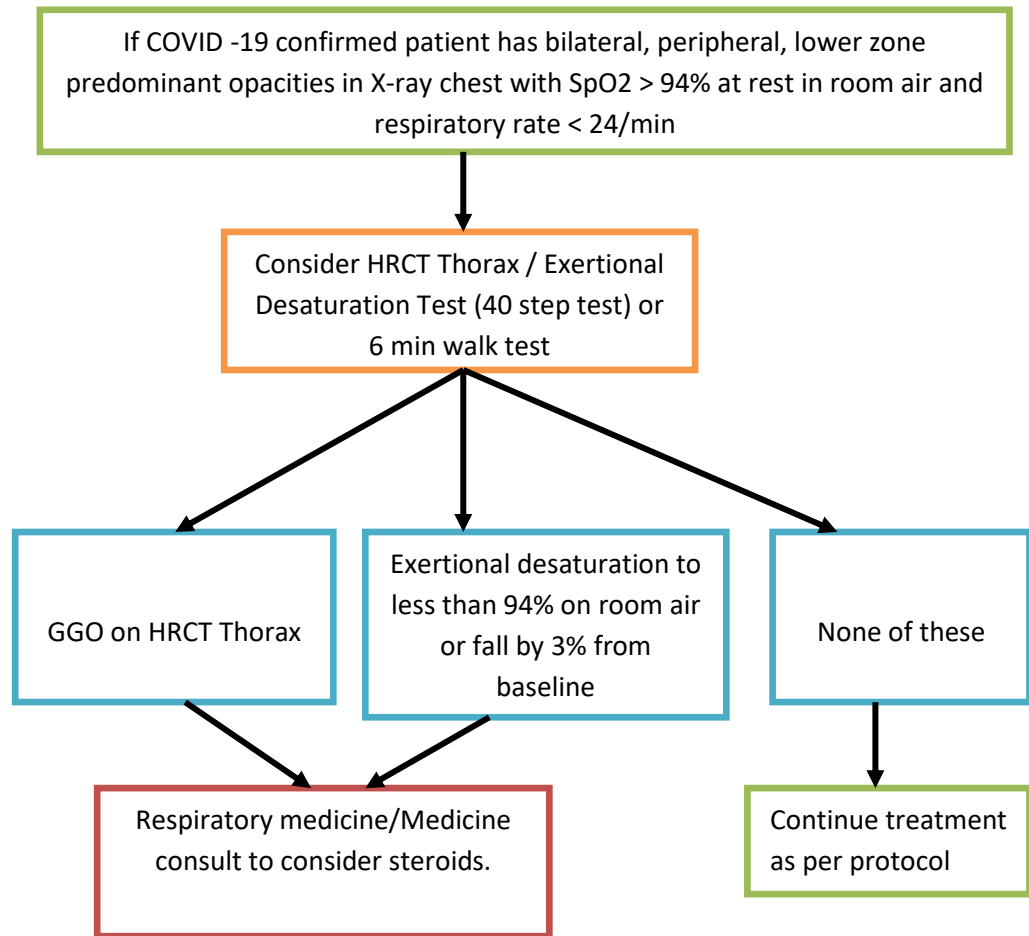 If COVID -19 confirmed patient has bilateral, peripheral, lower zone
predominant opacities in X-ray chest with SpO2 > 94% at rest in room air and
respiratory rate < 24/min
Consider HRCT Thorax / Exertional
Desaturation Test (40 step test) or
6 min walk test
GGO on HRCT Thorax
Exertional desaturation to
less than 94% on room air
or fall by 3% from
baseline
None of these
Respiratory medicine/Medicine
consult to consider steroids.
Continue treatment
as per protocol